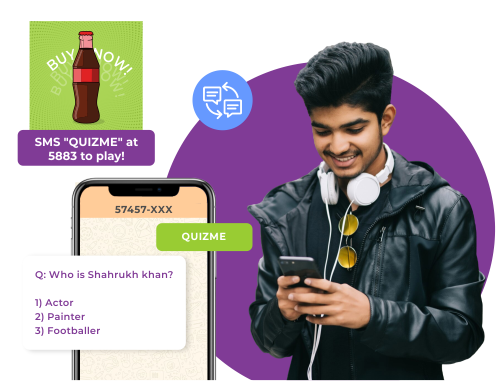 BUY NOW!
SMS "QUIZME" at
5883 to play!
57457-XXX
QUIZME
Q: Who is Shahrukh khan?
1) Actor
2) Painter
3) Footballer